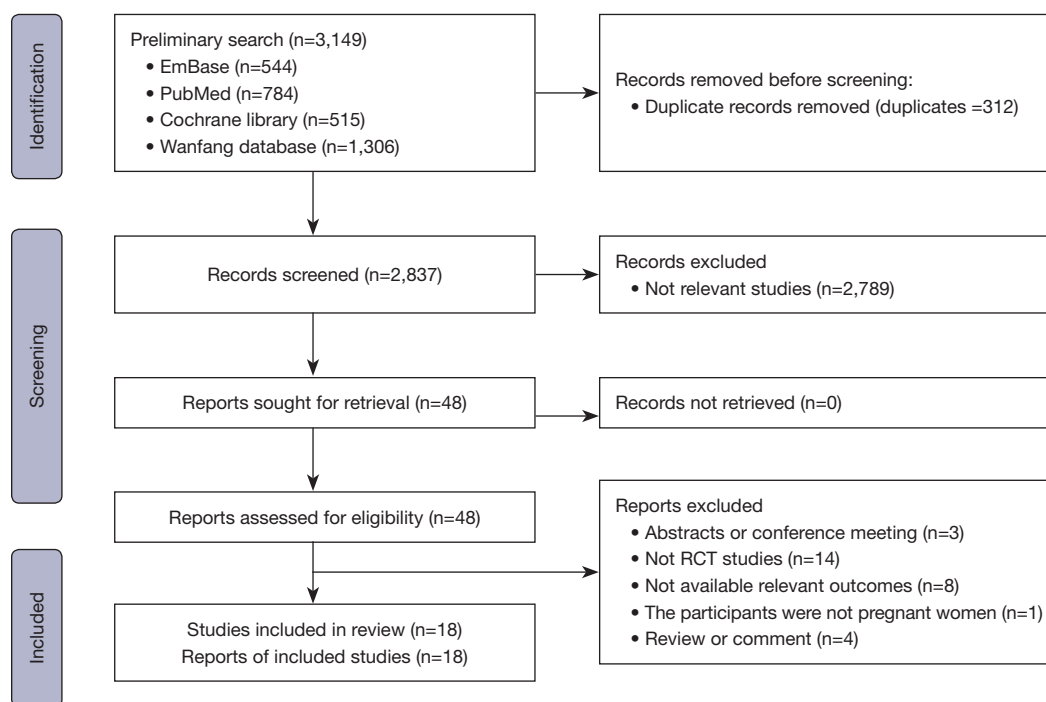 Identification
Preliminary search (n=3,149)
• EmBase (n=544)
• PubMed (n=784)
• Cochrane library (n=515)
• Wanfang database (n=1,306)
Records removed before screening:
• Duplicate records removed (duplicates =312)
Screening
Records screened (n=2,837)
Records excluded
• Not relevant studies (n=2,789)
Reports sought for retrieval (n=48)
Records not retrieved (n=0)
Reports assessed for eligibility (n=48)
Reports excluded
• Abstracts or conference meeting (n=3)
• Not RCT studies (n=14)
• Not available relevant outcomes (n=8)
• The participants were not pregnant women (n=1)
• Review or comment (n=4)
Included
Studies included in review (n=18)
Reports of included studies (n=18)